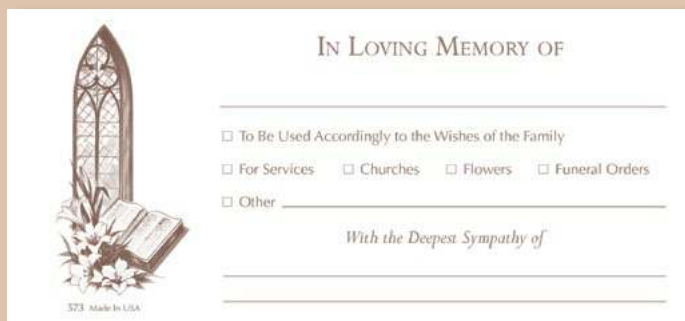 In Loving Memory of
☐ To Be Used Accordingly to the Wishes of the Family
☐ For Services ☐ Churches ☐ Flowers ☐ Funeral Orders
☐ Other
With the Deepest Sympathy of
573 Made In USA